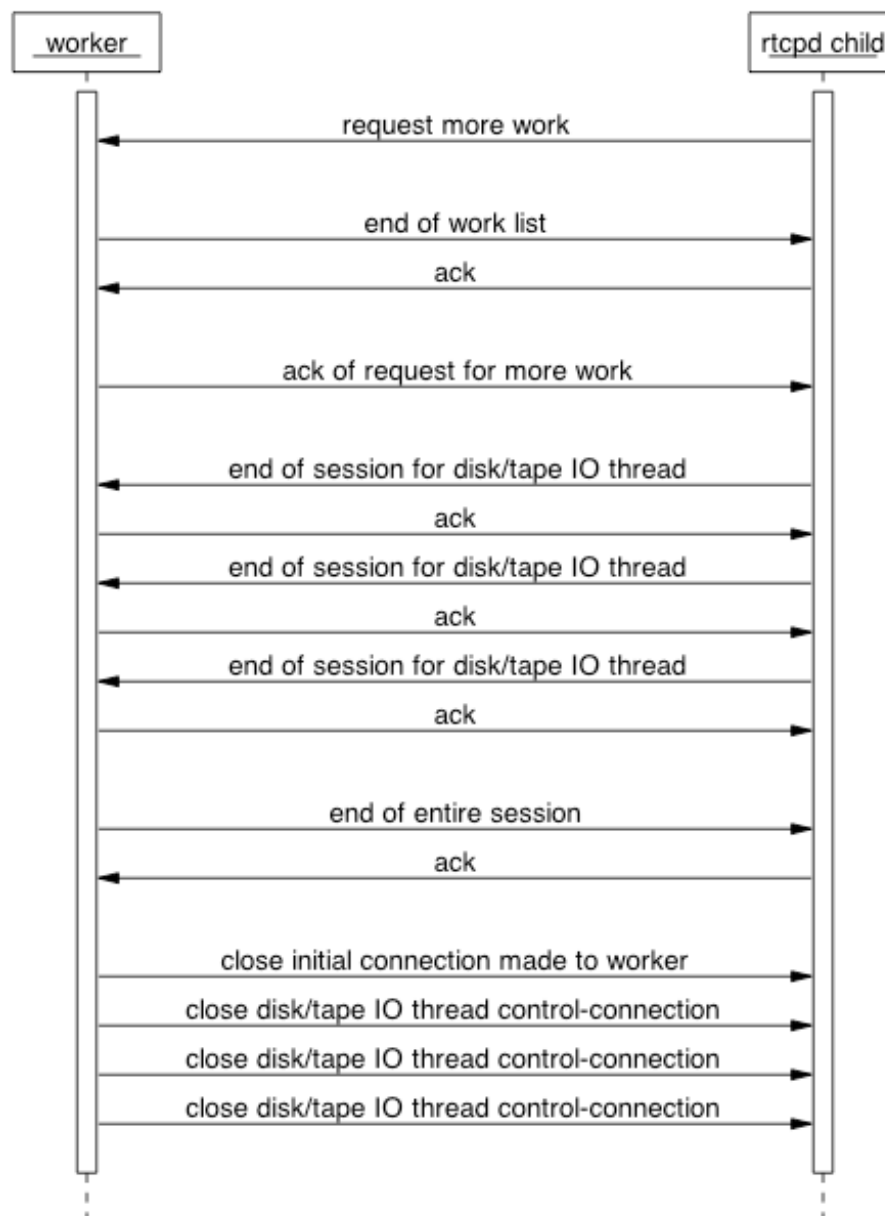 worker
rtcpd child
request more work
end of work list
ack
ack of request for more work
end of session for disk/tape IO thread
ack
end of session for disk/tape IO thread
ack
end of session for disk/tape IO thread
ack
end of entire session
ack
close initial connection made to worker
close disk/tape IO thread control-connection
close disk/tape IO thread control-connection
close disk/tape IO thread control-connection